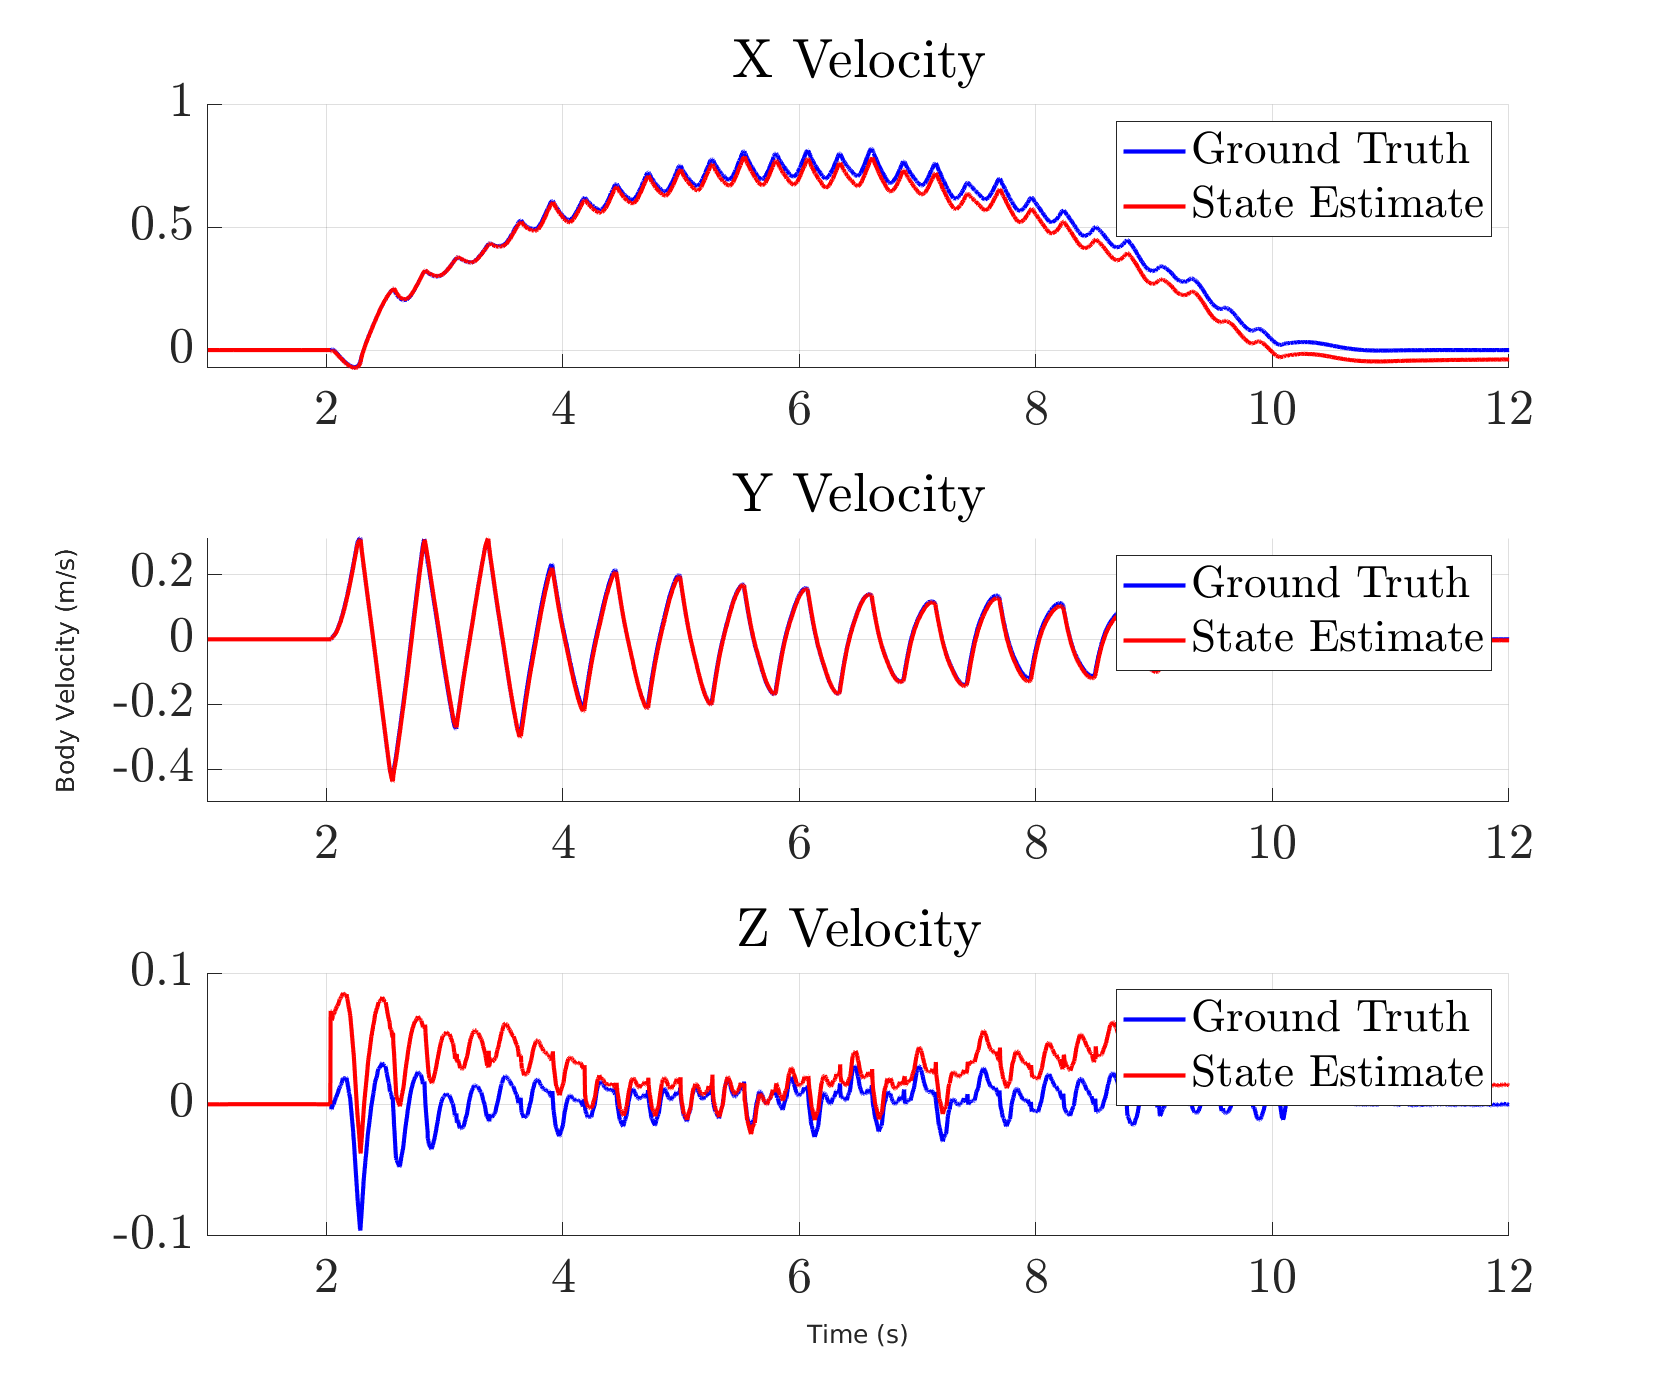 X Velocity
1
0.5
0
Ground Truth
State Estimate
2 4 6 8 10 12
Y Velocity
Body Velocity (m/s)
0.2
0
-0.2
-0.4
Ground Truth
State Estimate
2 4 6 8 10 12
Z Velocity
0.1
0
-0.1
Ground Truth
State Estimate
2 4 6 8 10 12
Time (s)